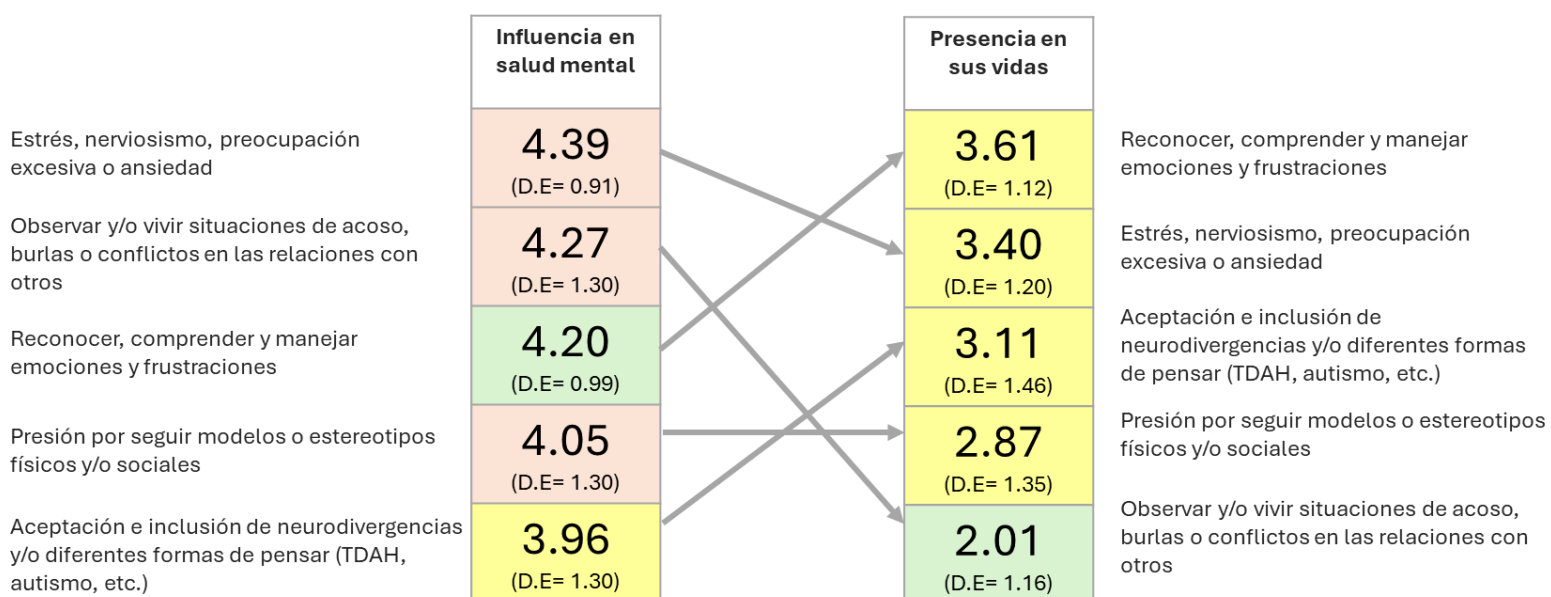 Influencia en
salud mental
Presencia en
sus vidas
Estrés, nerviosismo, preocupación
excesiva o ansiedad
4.39
(D.E= 0.91)
3.61
(D.E= 1.12)
Reconocer, comprender y manejar
emociones y frustraciones
Observar y/o vivir situaciones de acoso,
burlas o conflictos en las relaciones con
otros
4.27
(D.E= 1.30)
3.40
(D.E= 1.20)
Estrés, nerviosismo, preocupación
excesiva o ansiedad
Reconocer, comprender y manejar
emociones y frustraciones
4.20
(D.E= 0.99)
3.11
(D.E= 1.46)
Aceptación e inclusión de
neurodivergencias y/o diferentes formas
de pensar (TDAH, autismo, etc.)
Presión por seguir modelos o estereotipos
físicos y/o sociales
4.05
(D.E= 1.30)
2.87
(D.E= 1.35)
Presión por seguir modelos o estereotipos
físicos y/o sociales
Aceptación e inclusión de neurodivergencias
y/o diferentes formas de pensar (TDAH,
autismo, etc.)
3.96
(D.E= 1.30)
2.01
(D.E= 1.16)
Observar y/o vivir situaciones de acoso,
burlas o conflictos en las relaciones con
otros